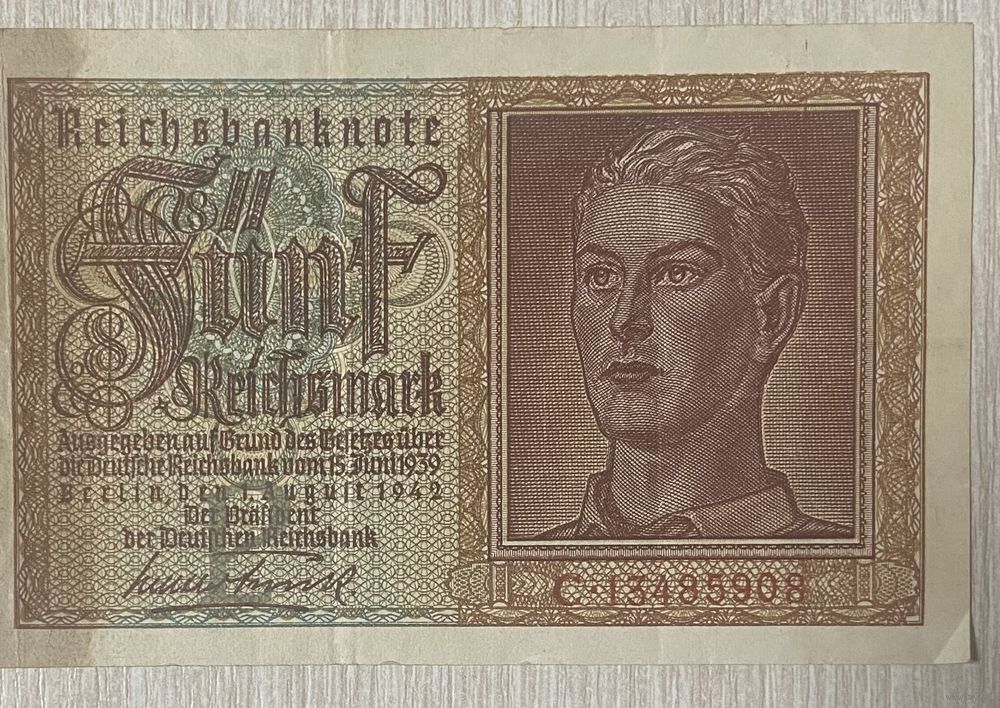 Reichsbanknote
Fünf
Reichsmark
Ausgegeben auf Grund des Gesetzes über
die Deutsche Reichsbank vom 15. Juni 1939
Berlin, den 1. August 1942
Der Präsident
der Deutschen Reichsbank
C·13485908